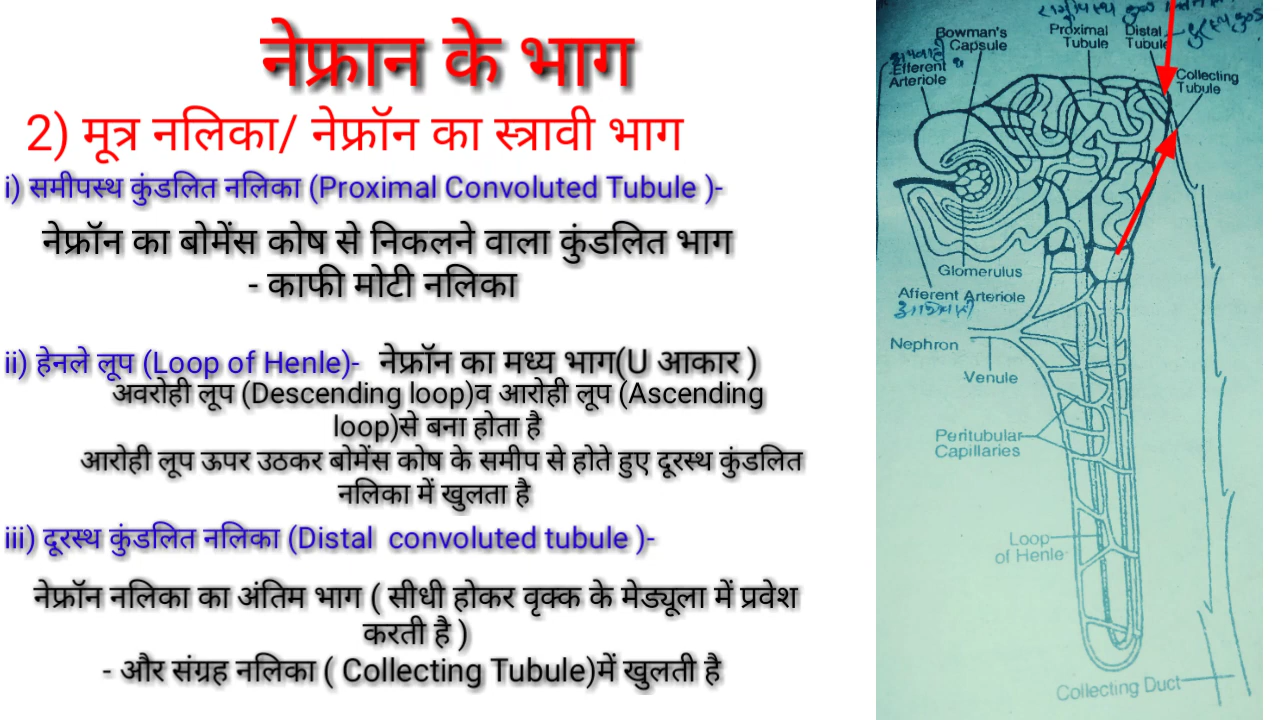 नेफ्रान के भाग
2) मूत्र नलिका/ नेफ्रॉन का स्त्रावी भाग
i) समीपस्थ कुंडलित नलिका (Proximal Convoluted Tubule )-
नेफ्रॉन का बोमेंस कोष से निकलने वाला कुंडलित भाग
- काफी मोटी नलिका
ii) हेनले लूप (Loop of Henle)- नेफ्रॉन का मध्य भाग(U आकार )
अवरोही लूप (Descending loop)व आरोही लूप (Ascending
loop)से बना होता है
आरोही लूप ऊपर उठकर बोमेंस कोष के समीप से होते हुए दूरस्थ कुंडलित
नलिका में खुलता है
iii) दूरस्थ कुंडलित नलिका (Distal convoluted tubule )-
नेफ्रॉन नलिका का अंतिम भाग ( सीधी होकर वृक्क के मेड्यूला में प्रवेश
करती है )
- और संग्रह नलिका ( Collecting Tubule)में खुलती है
Bowman's
Capsule
Proximal
Tubule
Distal
Tubule
Efferent
Arteriole
Collecting
Tubule
Glomerulus
Afferent Arteriole
Nephron
Venule
Peritubular
Capillaries
Loop
of Henle
Collecting Duct